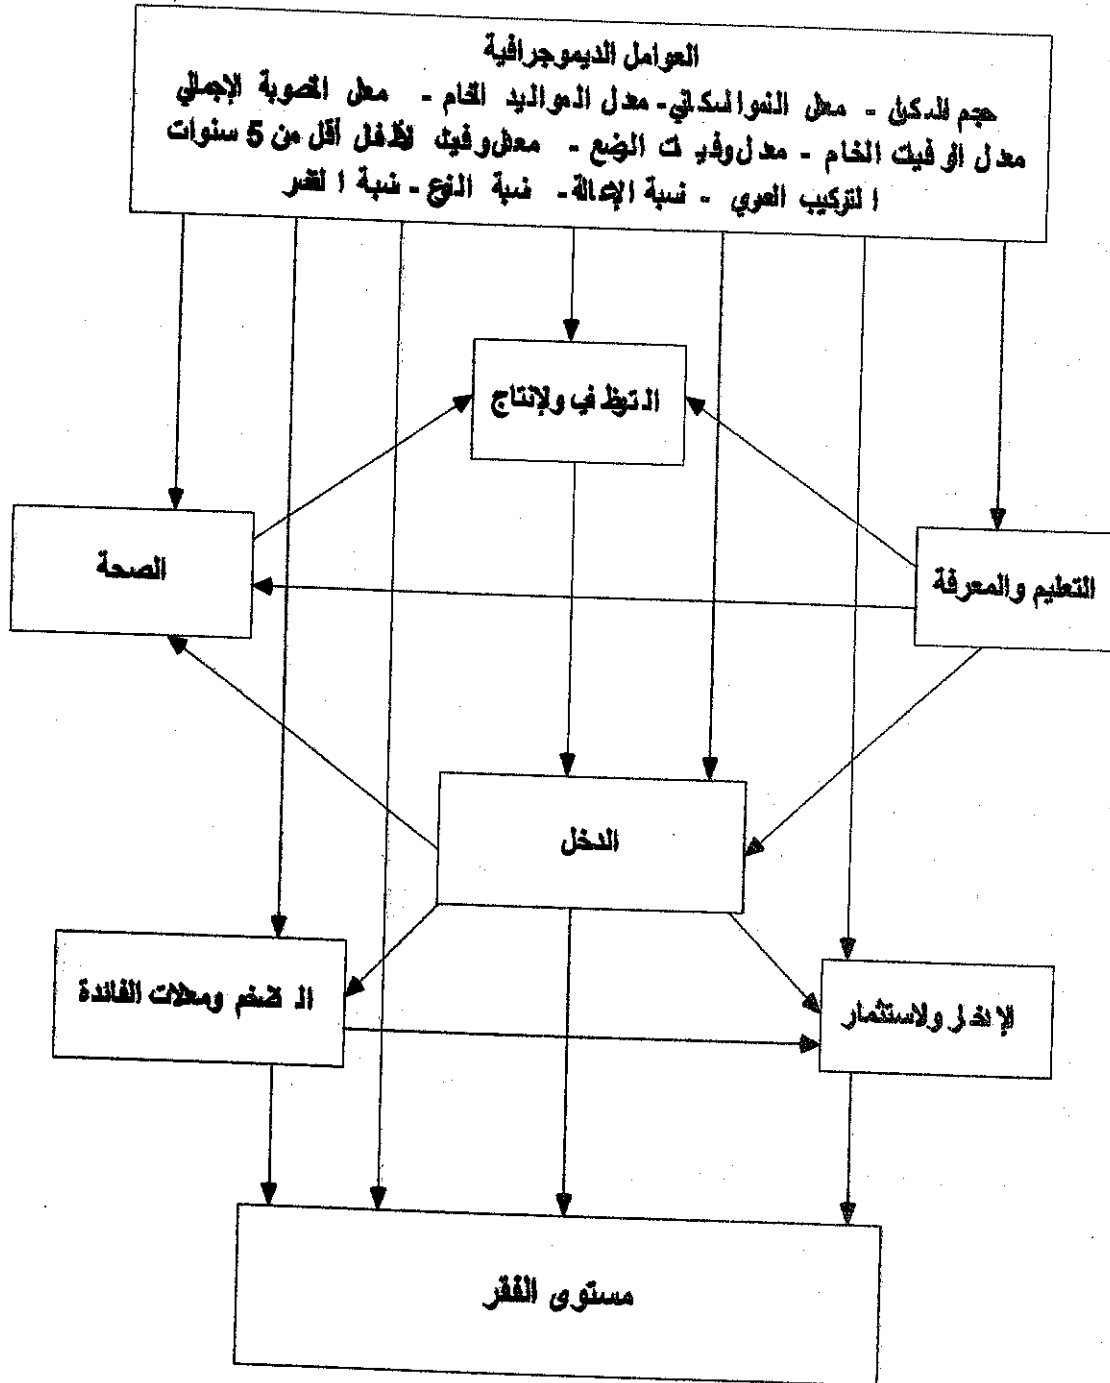 العوامل الديموجرافية
حجم السكان - معدل النمو السكاني - معدل المواليد الخام - معدل الخصوبة الإجمالي
معدل الوفيات الخام - معدل وفيات الرضع - معدل وفيات الأطفال أقل من 5 سنوات
التركيب العمري - نسبة الإعالة - نسبة النوع - نسبة التحضر
التوظيف والإنتاج
الصحة
التعليم والمعرفة
الدخل
التضخم ومعدلات الفائدة
الإدخار والاستثمار
مستوى الفقر